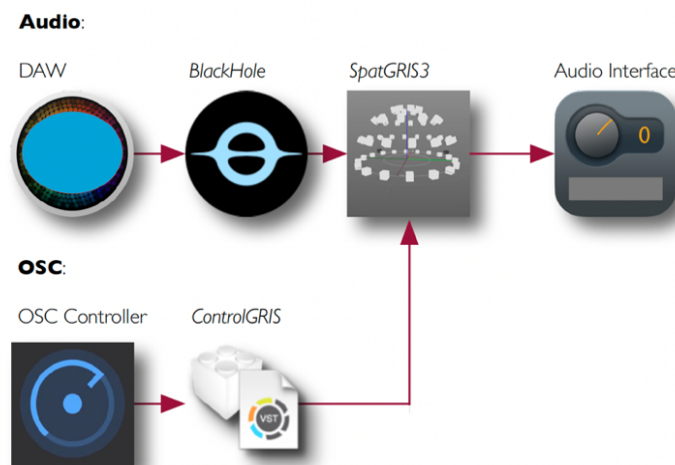 Audio:
DAW BlackHole SpatGRIS3 Audio Interface
0
OSC:
OSC Controller ControlGRIS
VST